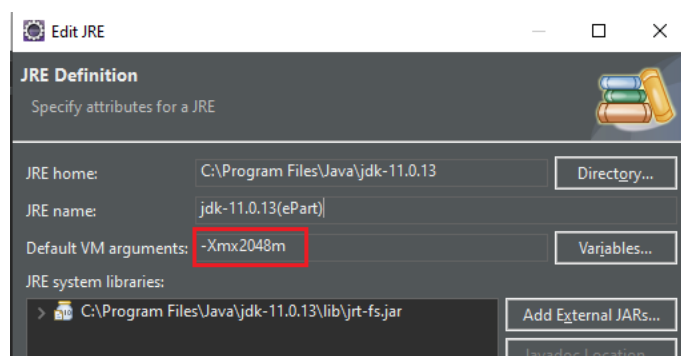 Edit JRE
JRE Definition
Specify attributes for a JRE
JRE home: C:\Program Files\Java\jdk-11.0.13 Directory...
JRE name: jdk-11.0.13(ePart)
Default VM arguments: -Xmx2048m Variables...
JRE system libraries:
C:\Program Files\Java\jdk-11.0.13\lib\jrt-fs.jar Add External JARs...
Javadoc Location...